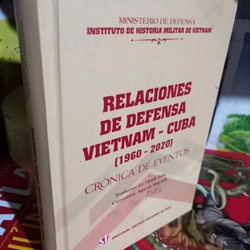 MINISTERIO DE DEFENSA
INSTITUTO DE HISTORIA MILITAR DE VIETNAM
RELACIONES
DE DEFENSA
VIETNAM - CUBA
(1960 - 2020)
CRÓNICA DE EVENTOS
ST